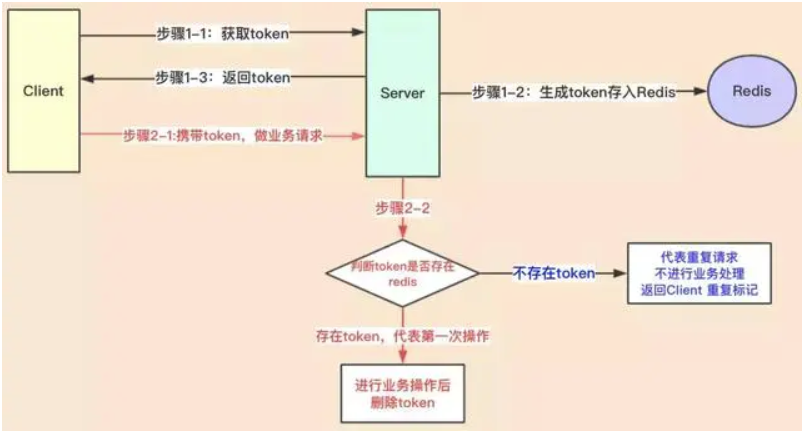 步骤1-1：获取token
Client
步骤1-3：返回token
Server
步骤1-2：生成token存入Redis
Redis
步骤2-1:携带token，做业务请求
步骤2-2
判断token是否存在
redis
不存在token
代表重复请求
不进行业务处理
返回Client 重复标记
存在token，代表第一次操作
进行业务操作后
删除token